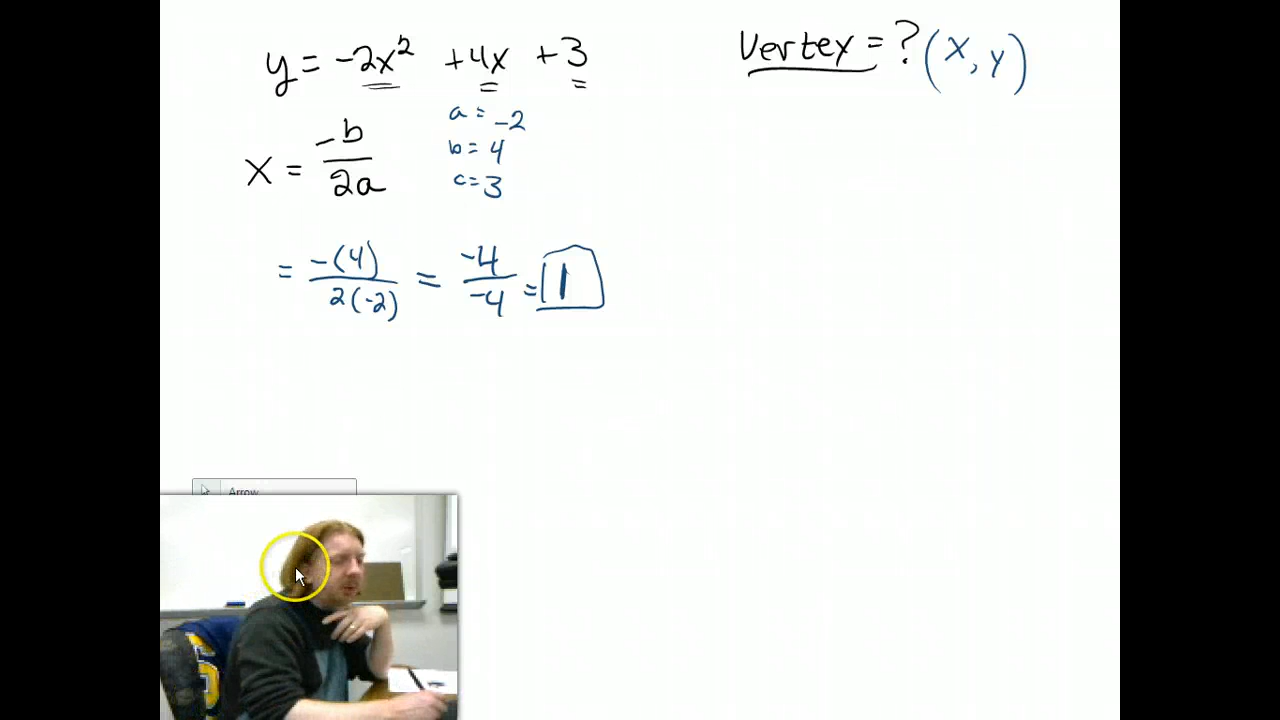 y = -2x² +4x +3
Vertex = ? (x, y)
x = -b/2a
a = -2
b = 4
c = 3
= -(4)/2(-2) = -4/-4 = 1
Arrow